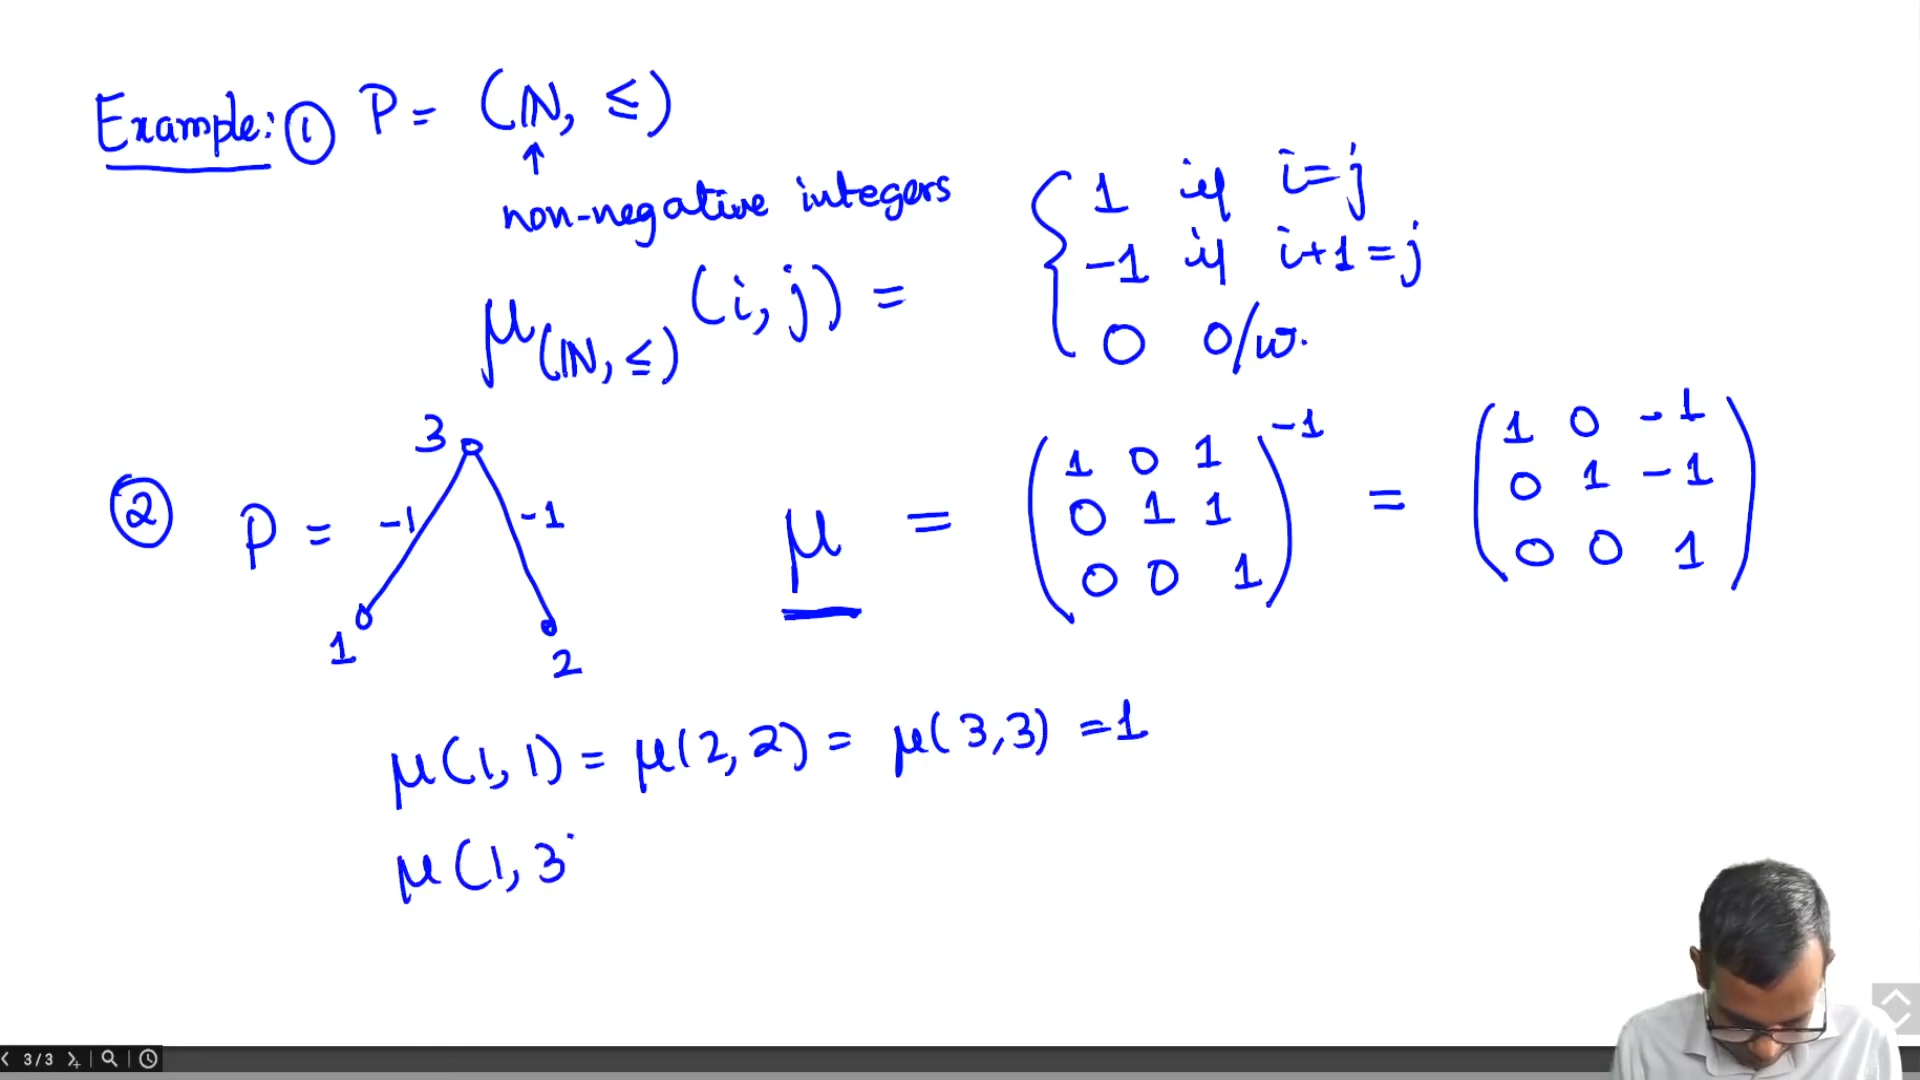 Example: ① P = (ℕ, ≤)
↑
non-negative integers
μ(ℕ, ≤) (i, j) = { 1 if i=j
-1 if i+1=j
0 o/w.
② P = 3 -1 -1 1 2
μ = (1 0 1
0 1 1
0 0 1)⁻¹ = (1 0 -1
0 1 -1
0 0 1)
μ(1, 1) = μ(2, 2) = μ(3, 3) = 1
μ(1, 3
3/3